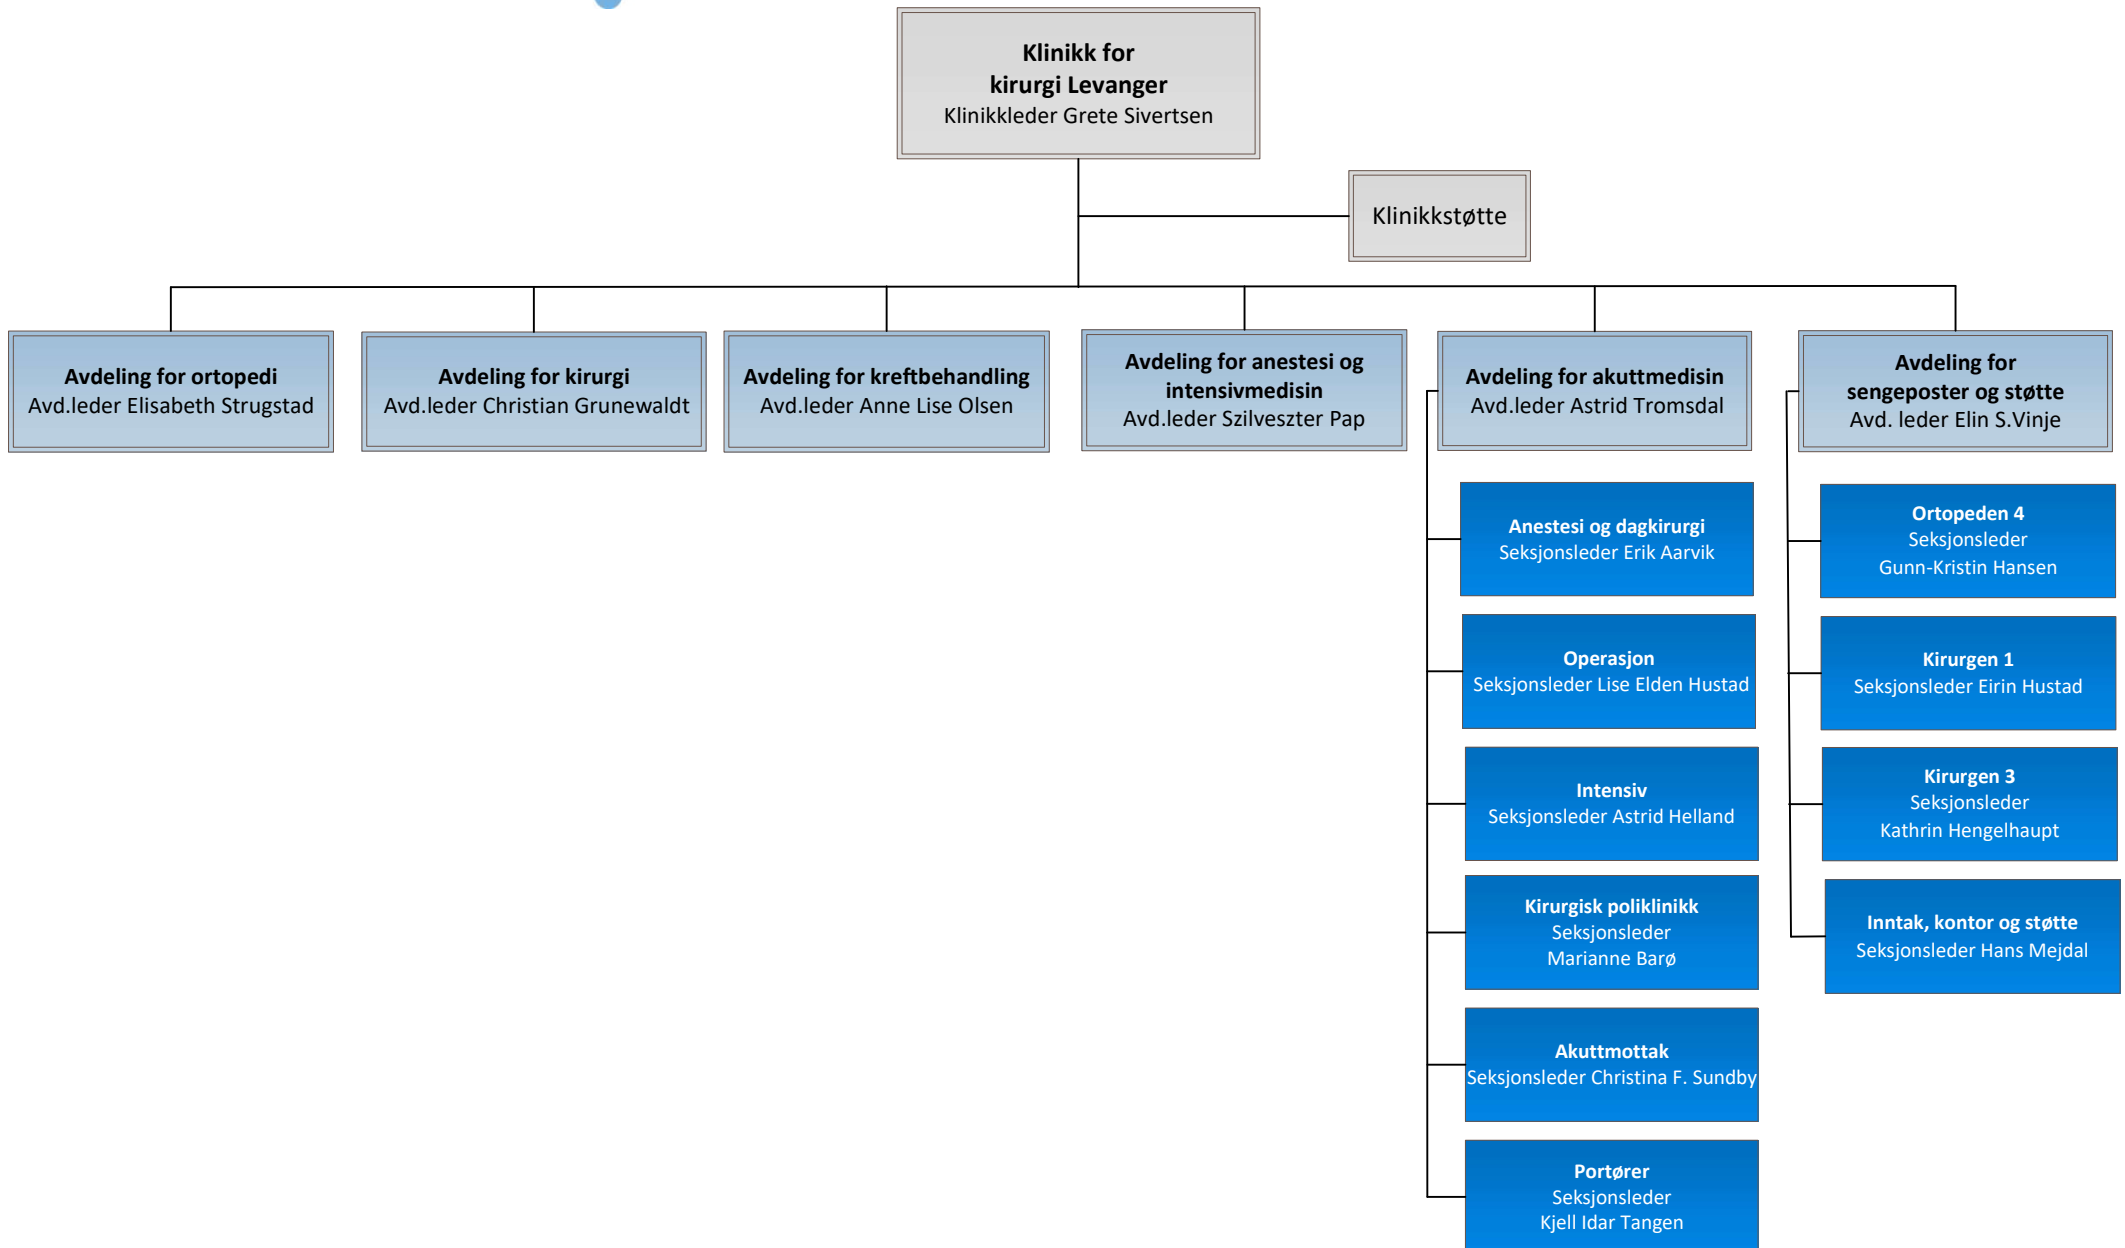 Klinikk for
kirurgi Levanger
Klinikkleder Grete Sivertsen
Klinikkstøtte
Avdeling for ortopedi
Avd.leder Elisabeth Strugstad
Avdeling for kirurgi
Avd.leder Christian Grunewaldt
Avdeling for kreftbehandling
Avd.leder Anne Lise Olsen
Avdeling for anestesi og
intensivmedisin
Avd.leder Szilveszter Pap
Avdeling for akuttmedisin
Avd.leder Astrid Tromsdal
Avdeling for
sengeposter og støtte
Avd. leder Elin S.Vinje
Anestesi og dagkirurgi
Seksjonsleder Erik Aarvik
Operasjon
Seksjonsleder Lise Elden Hustad
Intensiv
Seksjonsleder Astrid Helland
Kirurgisk poliklinikk
Seksjonsleder
Marianne Barø
Akuttmottak
Seksjonsleder Christina F. Sundby
Portører
Seksjonsleder
Kjell Idar Tangen
Ortopeden 4
Seksjonsleder
Gunn-Kristin Hansen
Kirurgen 1
Seksjonsleder Eirin Hustad
Kirurgen 3
Seksjonsleder
Kathrin Hengelhaupt
Inntak, kontor og støtte
Seksjonsleder Hans Mejdal